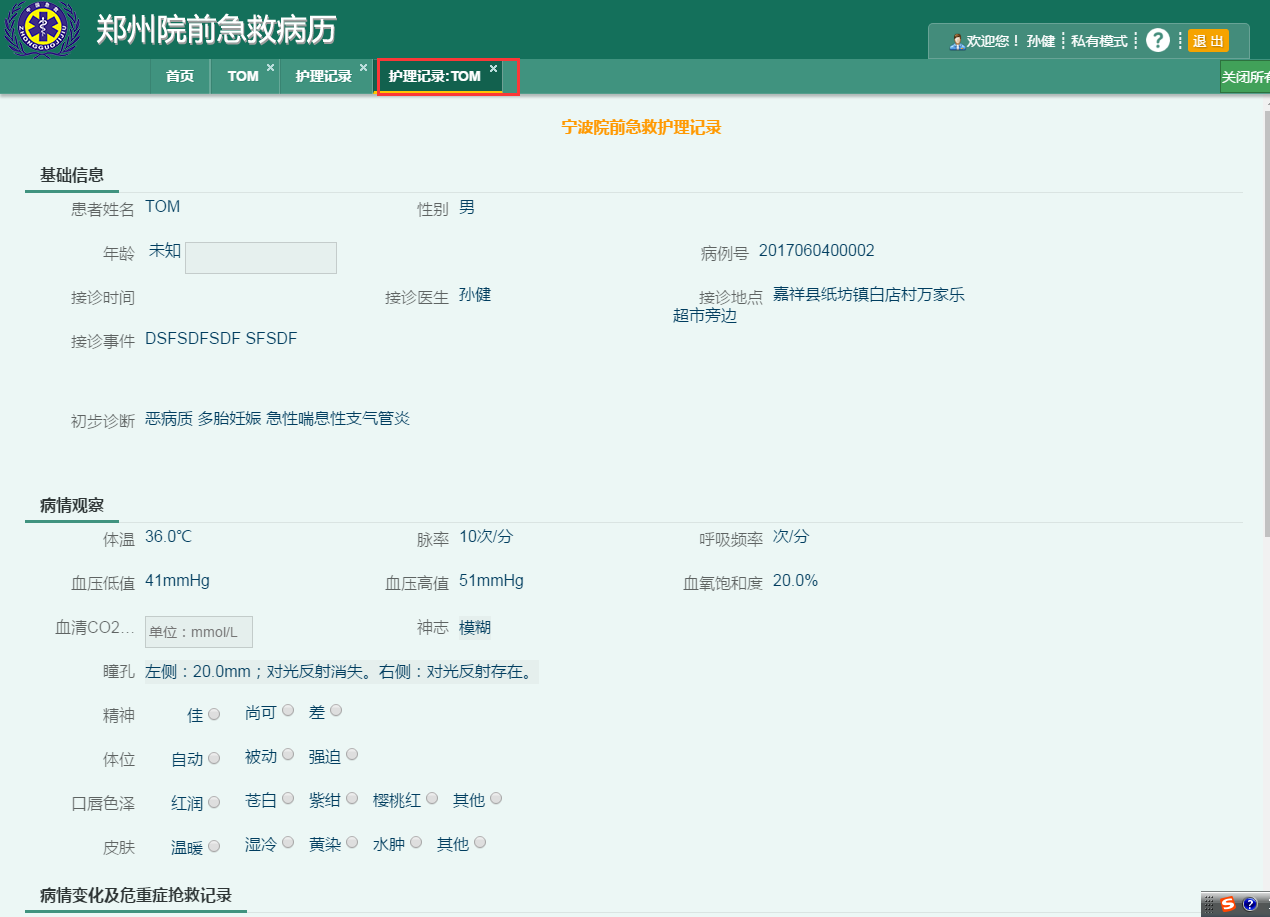 郑州院前急救病历
欢迎您！ 孙健 私有模式 ? 退 出
首页 TOM × 护理记录 × 护理记录:TOM ×
宁波院前急救护理记录
基础信息
患者姓名 TOM 性别 男
年龄 未知 病例号 2017060400002
接诊时间 接诊医生 孙健 接诊地点 嘉祥县纸坊镇白店村万家乐
超市旁边
接诊事件 DSFSDFSDF SFSDF
初步诊断 恶病质 多胎妊娠 急性喘息性支气管炎
病情观察
体温 36.0℃ 脉率 10次/分 呼吸频率 次/分
血压低值 41mmHg 血压高值 51mmHg 血氧饱和度 20.0%
血清CO2... 单位：mmol/L 神志 模糊
瞳孔 左侧：20.0mm；对光反射消失。右侧：对光反射存在。
精神 佳 尚可 差
体位 自动 被动 强迫
口唇色泽 红润 苍白 紫绀 樱桃红 其他
皮肤 温暖 湿冷 黄染 水肿 其他
病情变化及危重症抢救记录